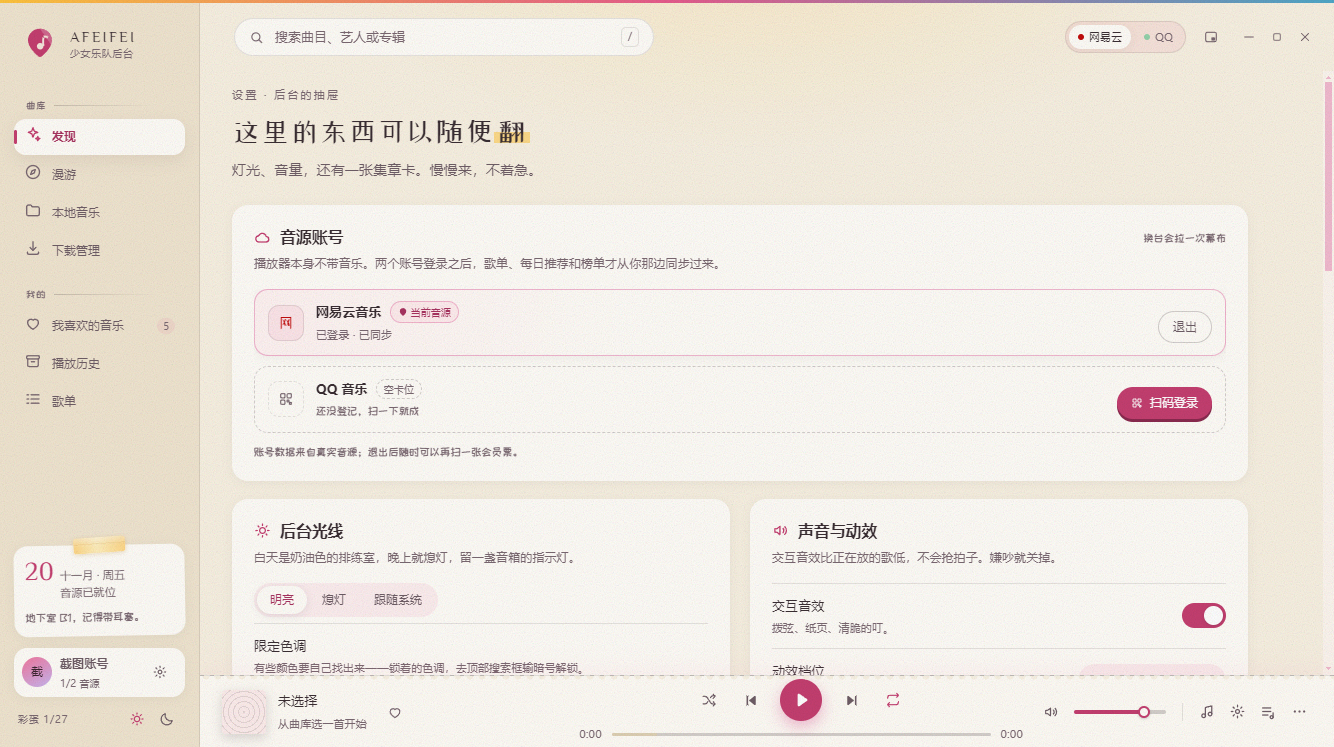 AFEIFEI
少女乐队后台
搜索曲目、艺人或专辑
/
网易云
QQ
曲库
发现
漫游
本地音乐
下载管理
我的
我喜欢的音乐
5
播放历史
歌单
20
十一月 · 周五
音源已就位
地下室 B1，记得带耳塞。
截
截图账号
1/2 音源
彩蛋 1/27
设置 · 后台的抽屉
这里的东西可以随便翻
灯光、音量，还有一张集章卡。慢慢来，不着急。
音源账号
换台会拉一次幕布
播放器本身不带音乐。两个账号登录之后，歌单、每日推荐和榜单才从你那边同步过来。
网
网易云音乐
当前音源
已登录 · 已同步
退出
QQ 音乐
空卡位
还没登记，扫一下就成
扫码登录
账号数据来自真实音源；退出后随时可以再扫一张会员票。
后台光线
白天是奶油色的排练室，晚上就熄灯，留一盏音箱的指示灯。
明亮
熄灯
跟随系统
限定色调
有些颜色要自己找出来——锁着的色调，去顶部搜索框输暗号解锁。
声音与动效
交互音效比正在放的歌低，不会抢拍子。嫌吵就关掉。
交互音效
拨弦、纸页、清脆的叮。
动效档位
未选择
从曲库选一首开始
0:00
0:00